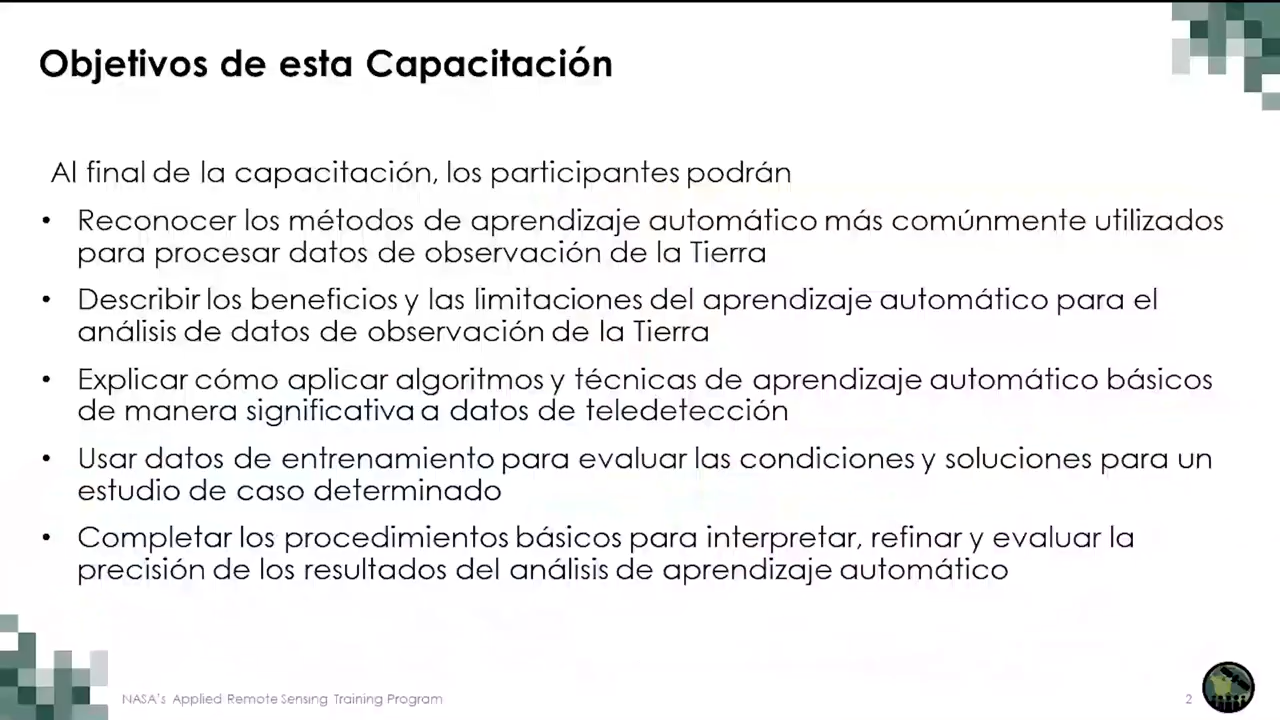 Objetivos de esta Capacitación
Al final de la capacitación, los participantes podrán
• Reconocer los métodos de aprendizaje automático más comúnmente utilizados
para procesar datos de observación de la Tierra
• Describir los beneficios y las limitaciones del aprendizaje automático para el
análisis de datos de observación de la Tierra
• Explicar cómo aplicar algoritmos y técnicas de aprendizaje automático básicos
de manera significativa a datos de teledetección
• Usar datos de entrenamiento para evaluar las condiciones y soluciones para un
estudio de caso determinado
• Completar los procedimientos básicos para interpretar, refinar y evaluar la
precisión de los resultados del análisis de aprendizaje automático
NASA's Applied Remote Sensing Training Program
2